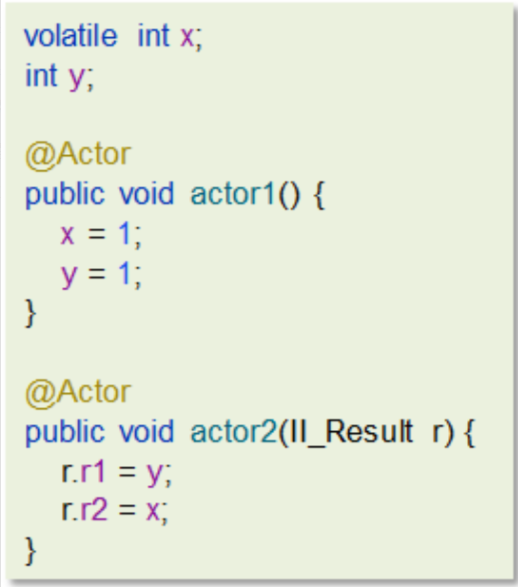 volatile int x;
int y;
@Actor
public void actor1() {
x = 1;
y = 1;
}
@Actor
public void actor2(II_Result r) {
r.r1 = y;
r.r2 = x;
}